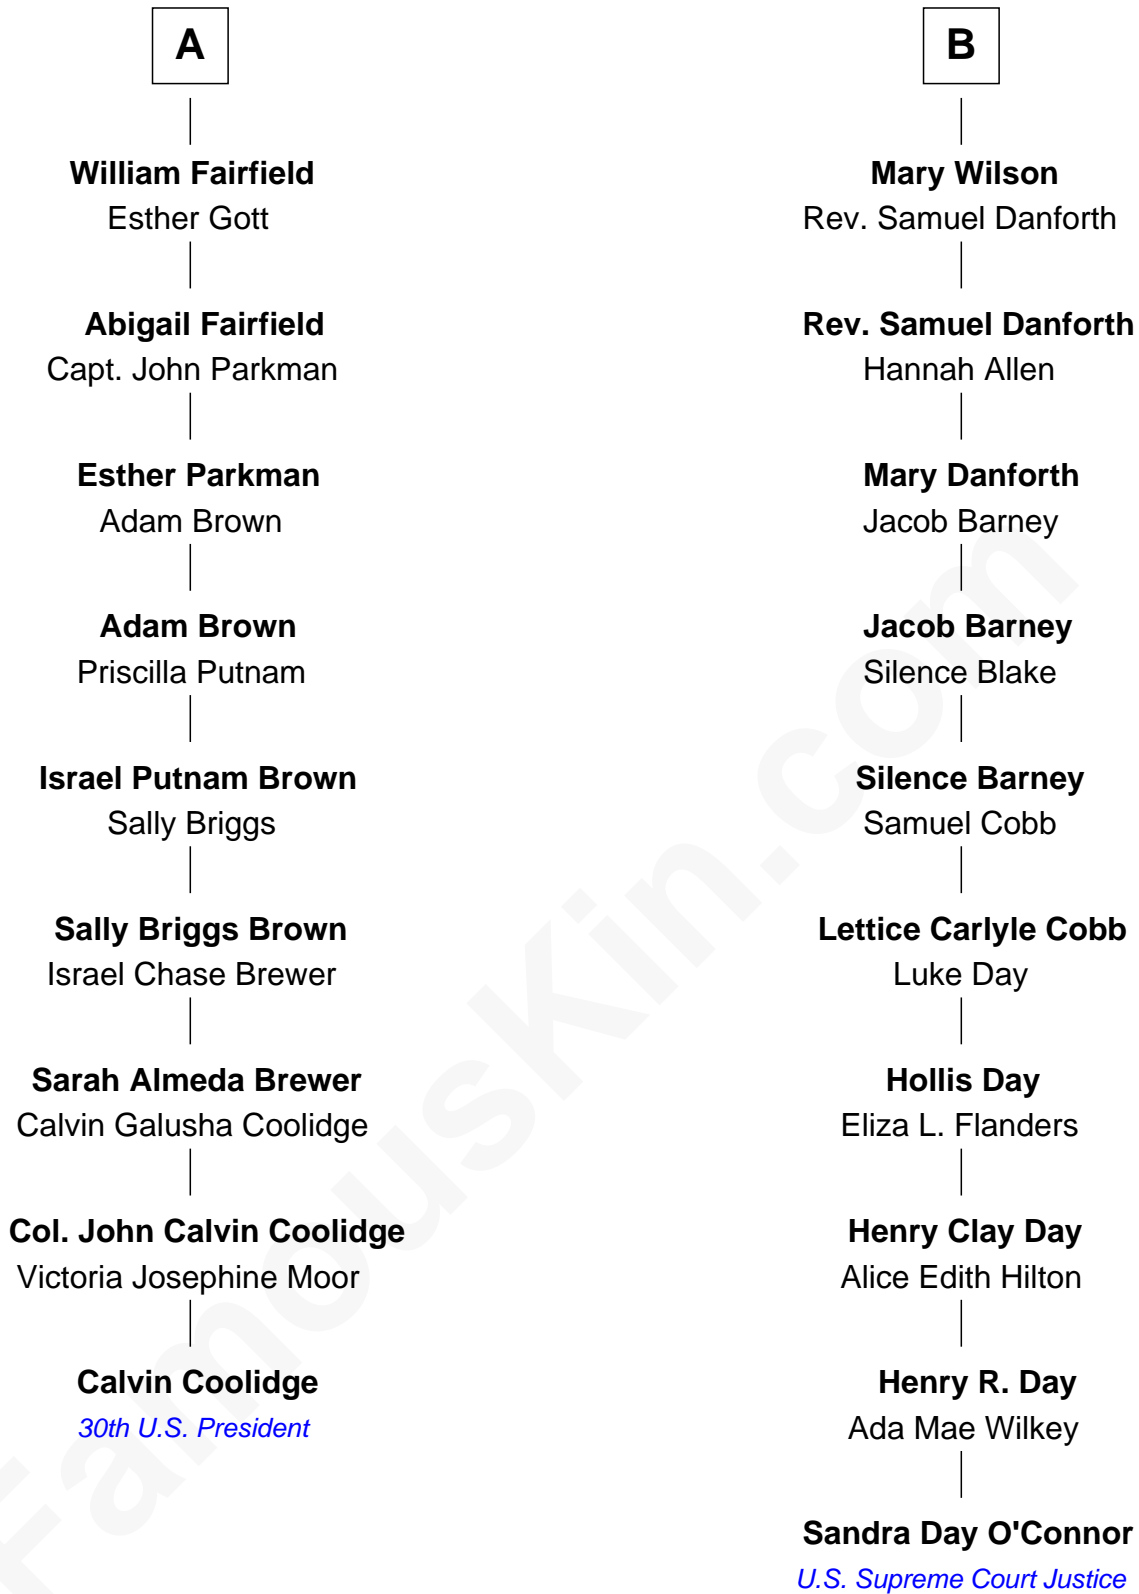 A
William Fairfield
Esther Gott
Abigail Fairfield
Capt. John Parkman
Esther Parkman
Adam Brown
Adam Brown
Priscilla Putnam
Israel Putnam Brown
Sally Briggs
Sally Briggs Brown
Israel Chase Brewer
Sarah Almeda Brewer
Calvin Galusha Coolidge
Col. John Calvin Coolidge
Victoria Josephine Moor
Calvin Coolidge
30th U.S. President
B
Mary Wilson
Rev. Samuel Danforth
Rev. Samuel Danforth
Hannah Allen
Mary Danforth
Jacob Barney
Jacob Barney
Silence Blake
Silence Barney
Samuel Cobb
Lettice Carlyle Cobb
Luke Day
Hollis Day
Eliza L. Flanders
Henry Clay Day
Alice Edith Hilton
Henry R. Day
Ada Mae Wilkey
Sandra Day O'Connor
U.S. Supreme Court Justice
FamousKin.com